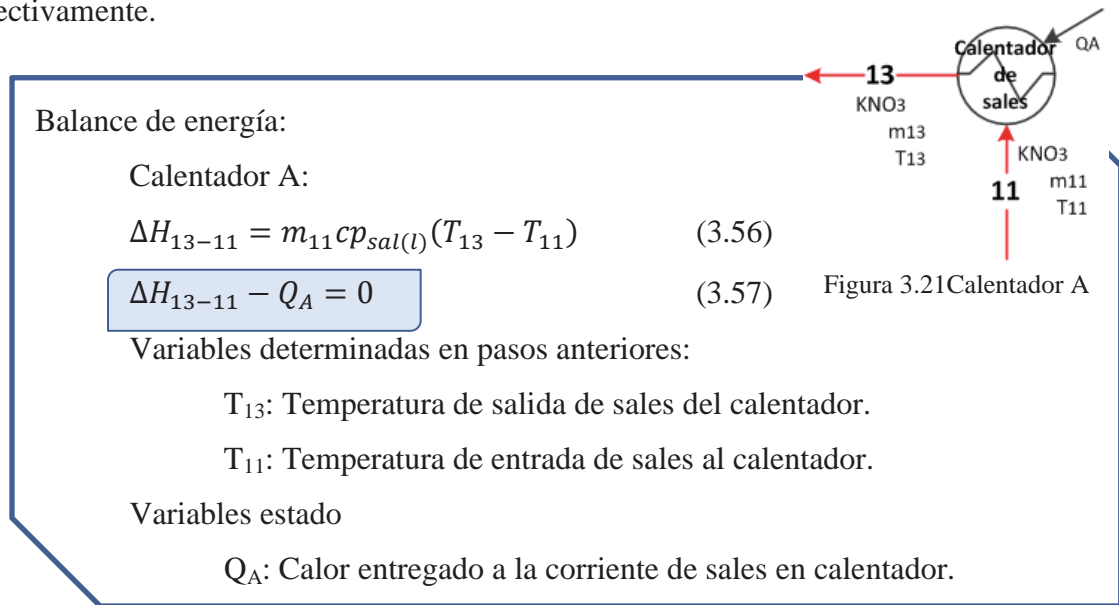 ectivamente.
Balance de energía:
Calentador A:
ΔH₁₃₋₁₁ = m₁₁cp_sal(l)(T₁₃ − T₁₁) (3.56)
ΔH₁₃₋₁₁ − Q_A = 0 (3.57)
Variables determinadas en pasos anteriores:
T₁₃: Temperatura de salida de sales del calentador.
T₁₁: Temperatura de entrada de sales al calentador.
Variables estado
Q_A: Calor entregado a la corriente de sales en calentador.
Calentador
de
sales
QA
13
KNO3
m13
T13
KNO3
m11
T11
11
Figura 3.21Calentador A